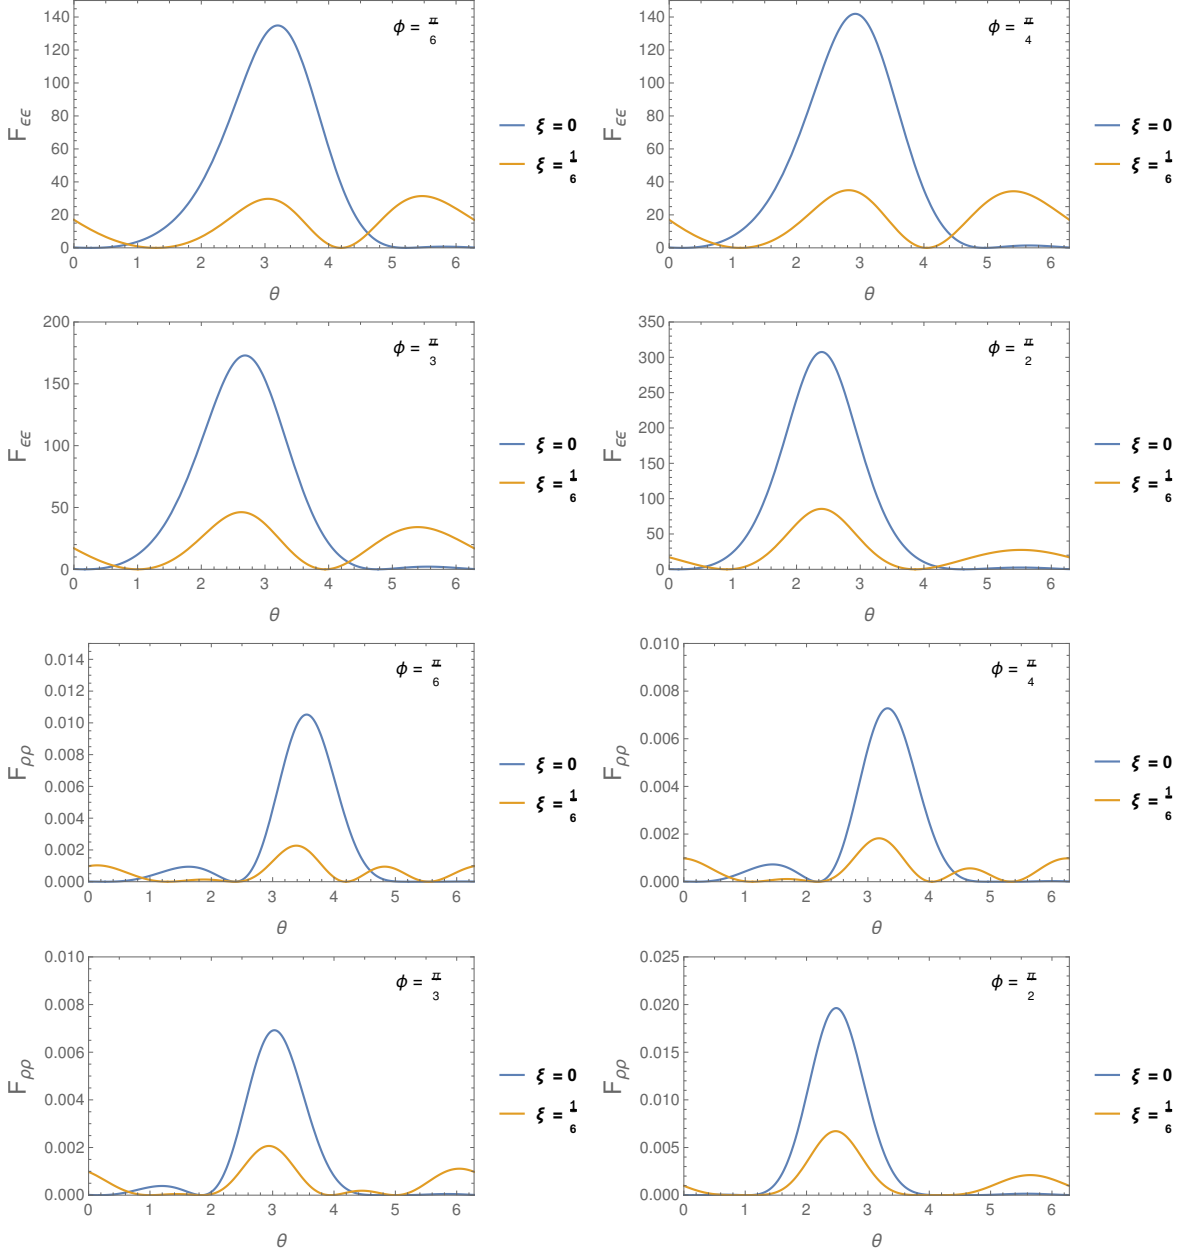 140
120
100
80
60
40
20
0
0 1 2 3 4 5 6
F_εε
θ
ϕ = π/6
ξ = 0
ξ = 1/6
140
120
100
80
60
40
20
0
0 1 2 3 4 5 6
F_εε
θ
ϕ = π/4
ξ = 0
ξ = 1/6
200
150
100
50
0
0 1 2 3 4 5 6
F_εε
θ
ϕ = π/3
ξ = 0
ξ = 1/6
350
300
250
200
150
100
50
0
0 1 2 3 4 5 6
F_εε
θ
ϕ = π/2
ξ = 0
ξ = 1/6
0.014
0.012
0.010
0.008
0.006
0.004
0.002
0.000
0 1 2 3 4 5 6
F_ρρ
θ
ϕ = π/6
ξ = 0
ξ = 1/6
0.010
0.008
0.006
0.004
0.002
0.000
0 1 2 3 4 5 6
F_ρρ
θ
ϕ = π/4
ξ = 0
ξ = 1/6
0.010
0.008
0.006
0.004
0.002
0.000
0 1 2 3 4 5 6
F_ρρ
θ
ϕ = π/3
ξ = 0
ξ = 1/6
0.025
0.020
0.015
0.010
0.005
0.000
0 1 2 3 4 5 6
F_ρρ
θ
ϕ = π/2
ξ = 0
ξ = 1/6